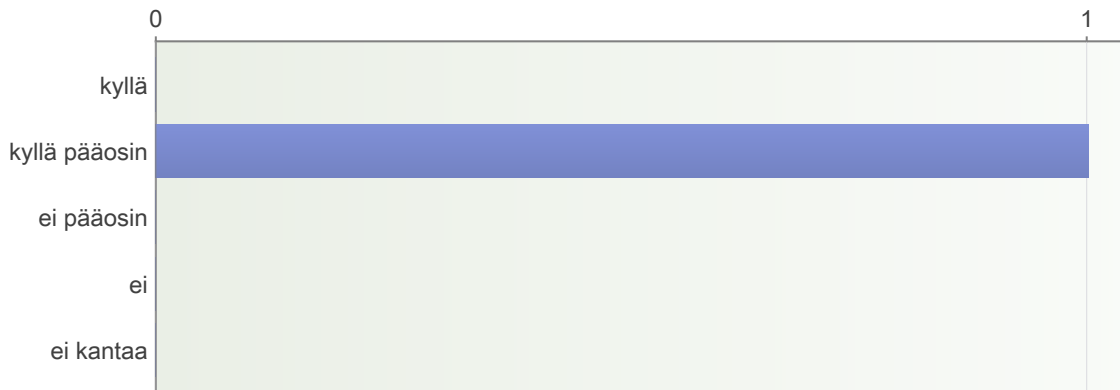 0 1
kyllä
kyllä pääosin
ei pääosin
ei
ei kantaa